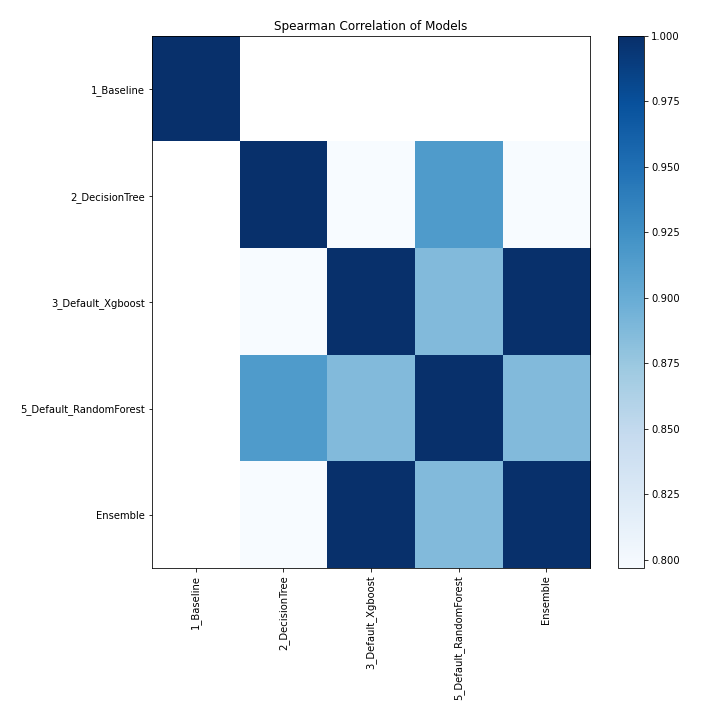 Spearman Correlation of Models
1_Baseline
2_DecisionTree
3_Default_Xgboost
5_Default_RandomForest
Ensemble
1_Baseline
2_DecisionTree
3_Default_Xgboost
5_Default_RandomForest
Ensemble
1.000
0.975
0.950
0.925
0.900
0.875
0.850
0.825
0.800